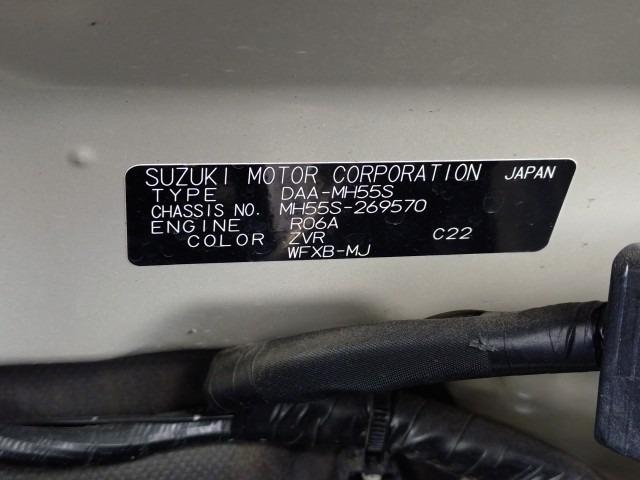 SUZUKI MOTOR CORPORATION JAPAN
TYPE DAA-MH55S
CHASSIS NO. MH55S-269570
ENGINE R06A
COLOR ZVR C22
WFXB-MJ